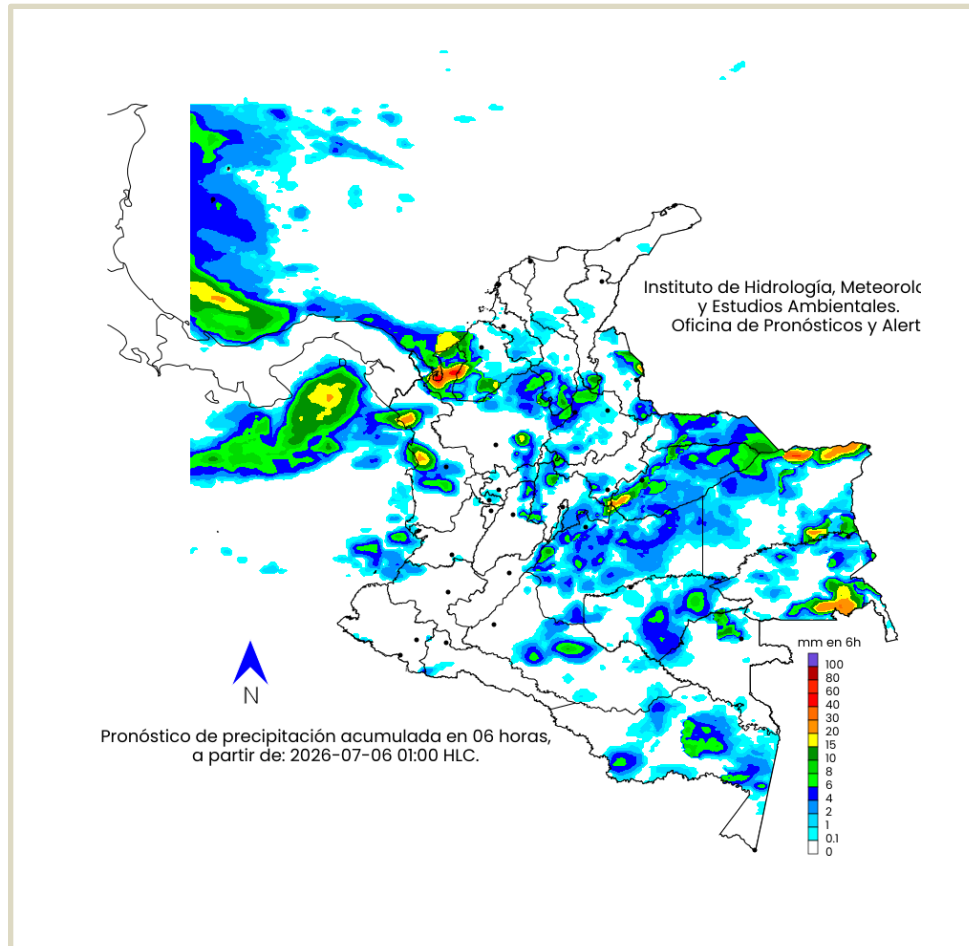 Instituto de Hidrología, Meteorolo
y Estudios Ambientales.
Oficina de Pronósticos y Alert
mm en 6h
100
80
60
40
30
20
15
10
8
6
4
2
1
0.1
0
N
Pronóstico de precipitación acumulada en 06 horas,
a partir de: 2026-07-06 01:00 HLC.